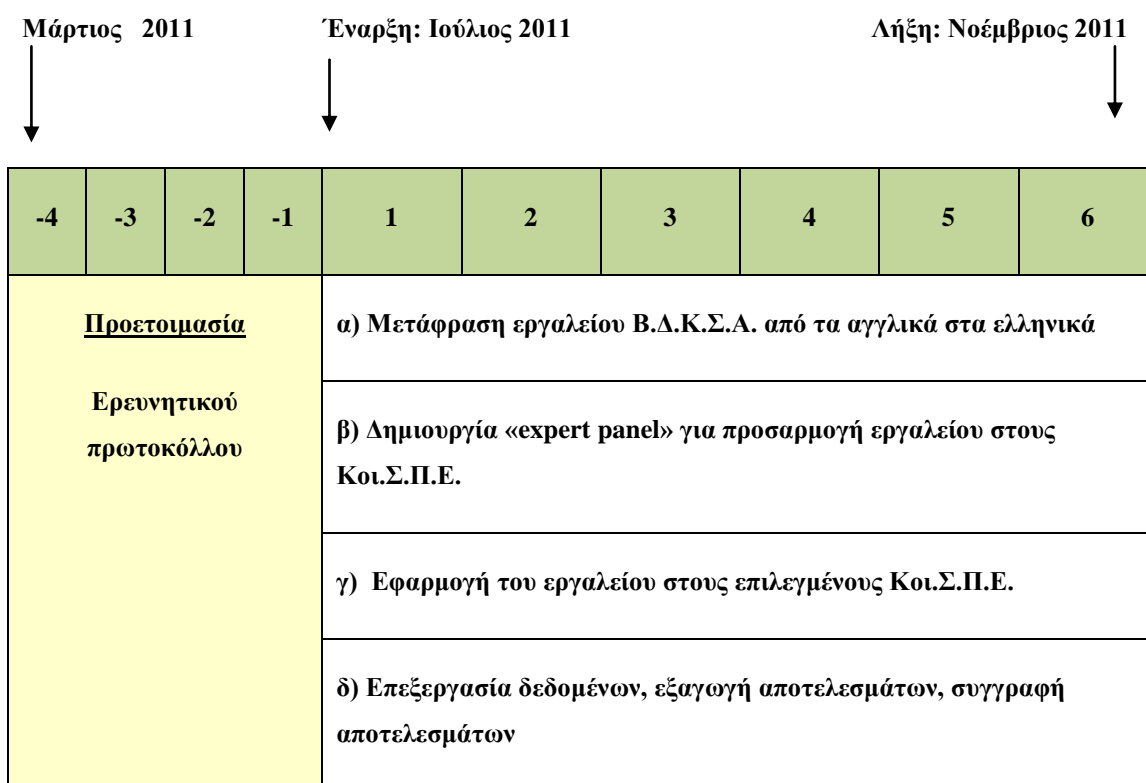 Μάρτιος 2011 Έναρξη: Ιούλιος 2011 Λήξη: Νοέμβριος 2011
-4 -3 -2 -1 1 2 3 4 5 6
Προετοιμασία
Ερευνητικού
πρωτοκόλλου
α) Μετάφραση εργαλείου Β.Δ.Κ.Σ.Α. από τα αγγλικά στα ελληνικά
β) Δημιουργία «expert panel» για προσαρμογή εργαλείου στους
Κοι.Σ.Π.Ε.
γ) Εφαρμογή του εργαλείου στους επιλεγμένους Κοι.Σ.Π.Ε.
δ) Επεξεργασία δεδομένων, εξαγωγή αποτελεσμάτων, συγγραφή
αποτελεσμάτων